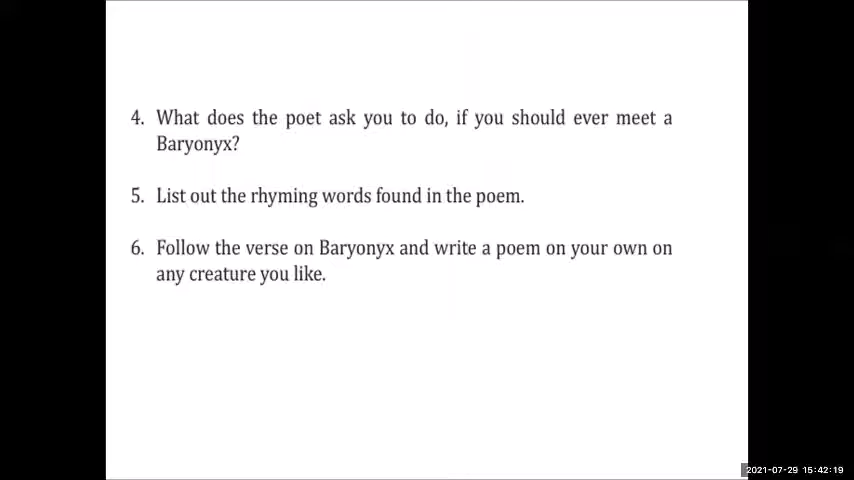 4. What does the poet ask you to do, if you should ever meet a
Baryonyx?
5. List out the rhyming words found in the poem.
6. Follow the verse on Baryonyx and write a poem on your own on
any creature you like.
2021-07-29 15:42:19